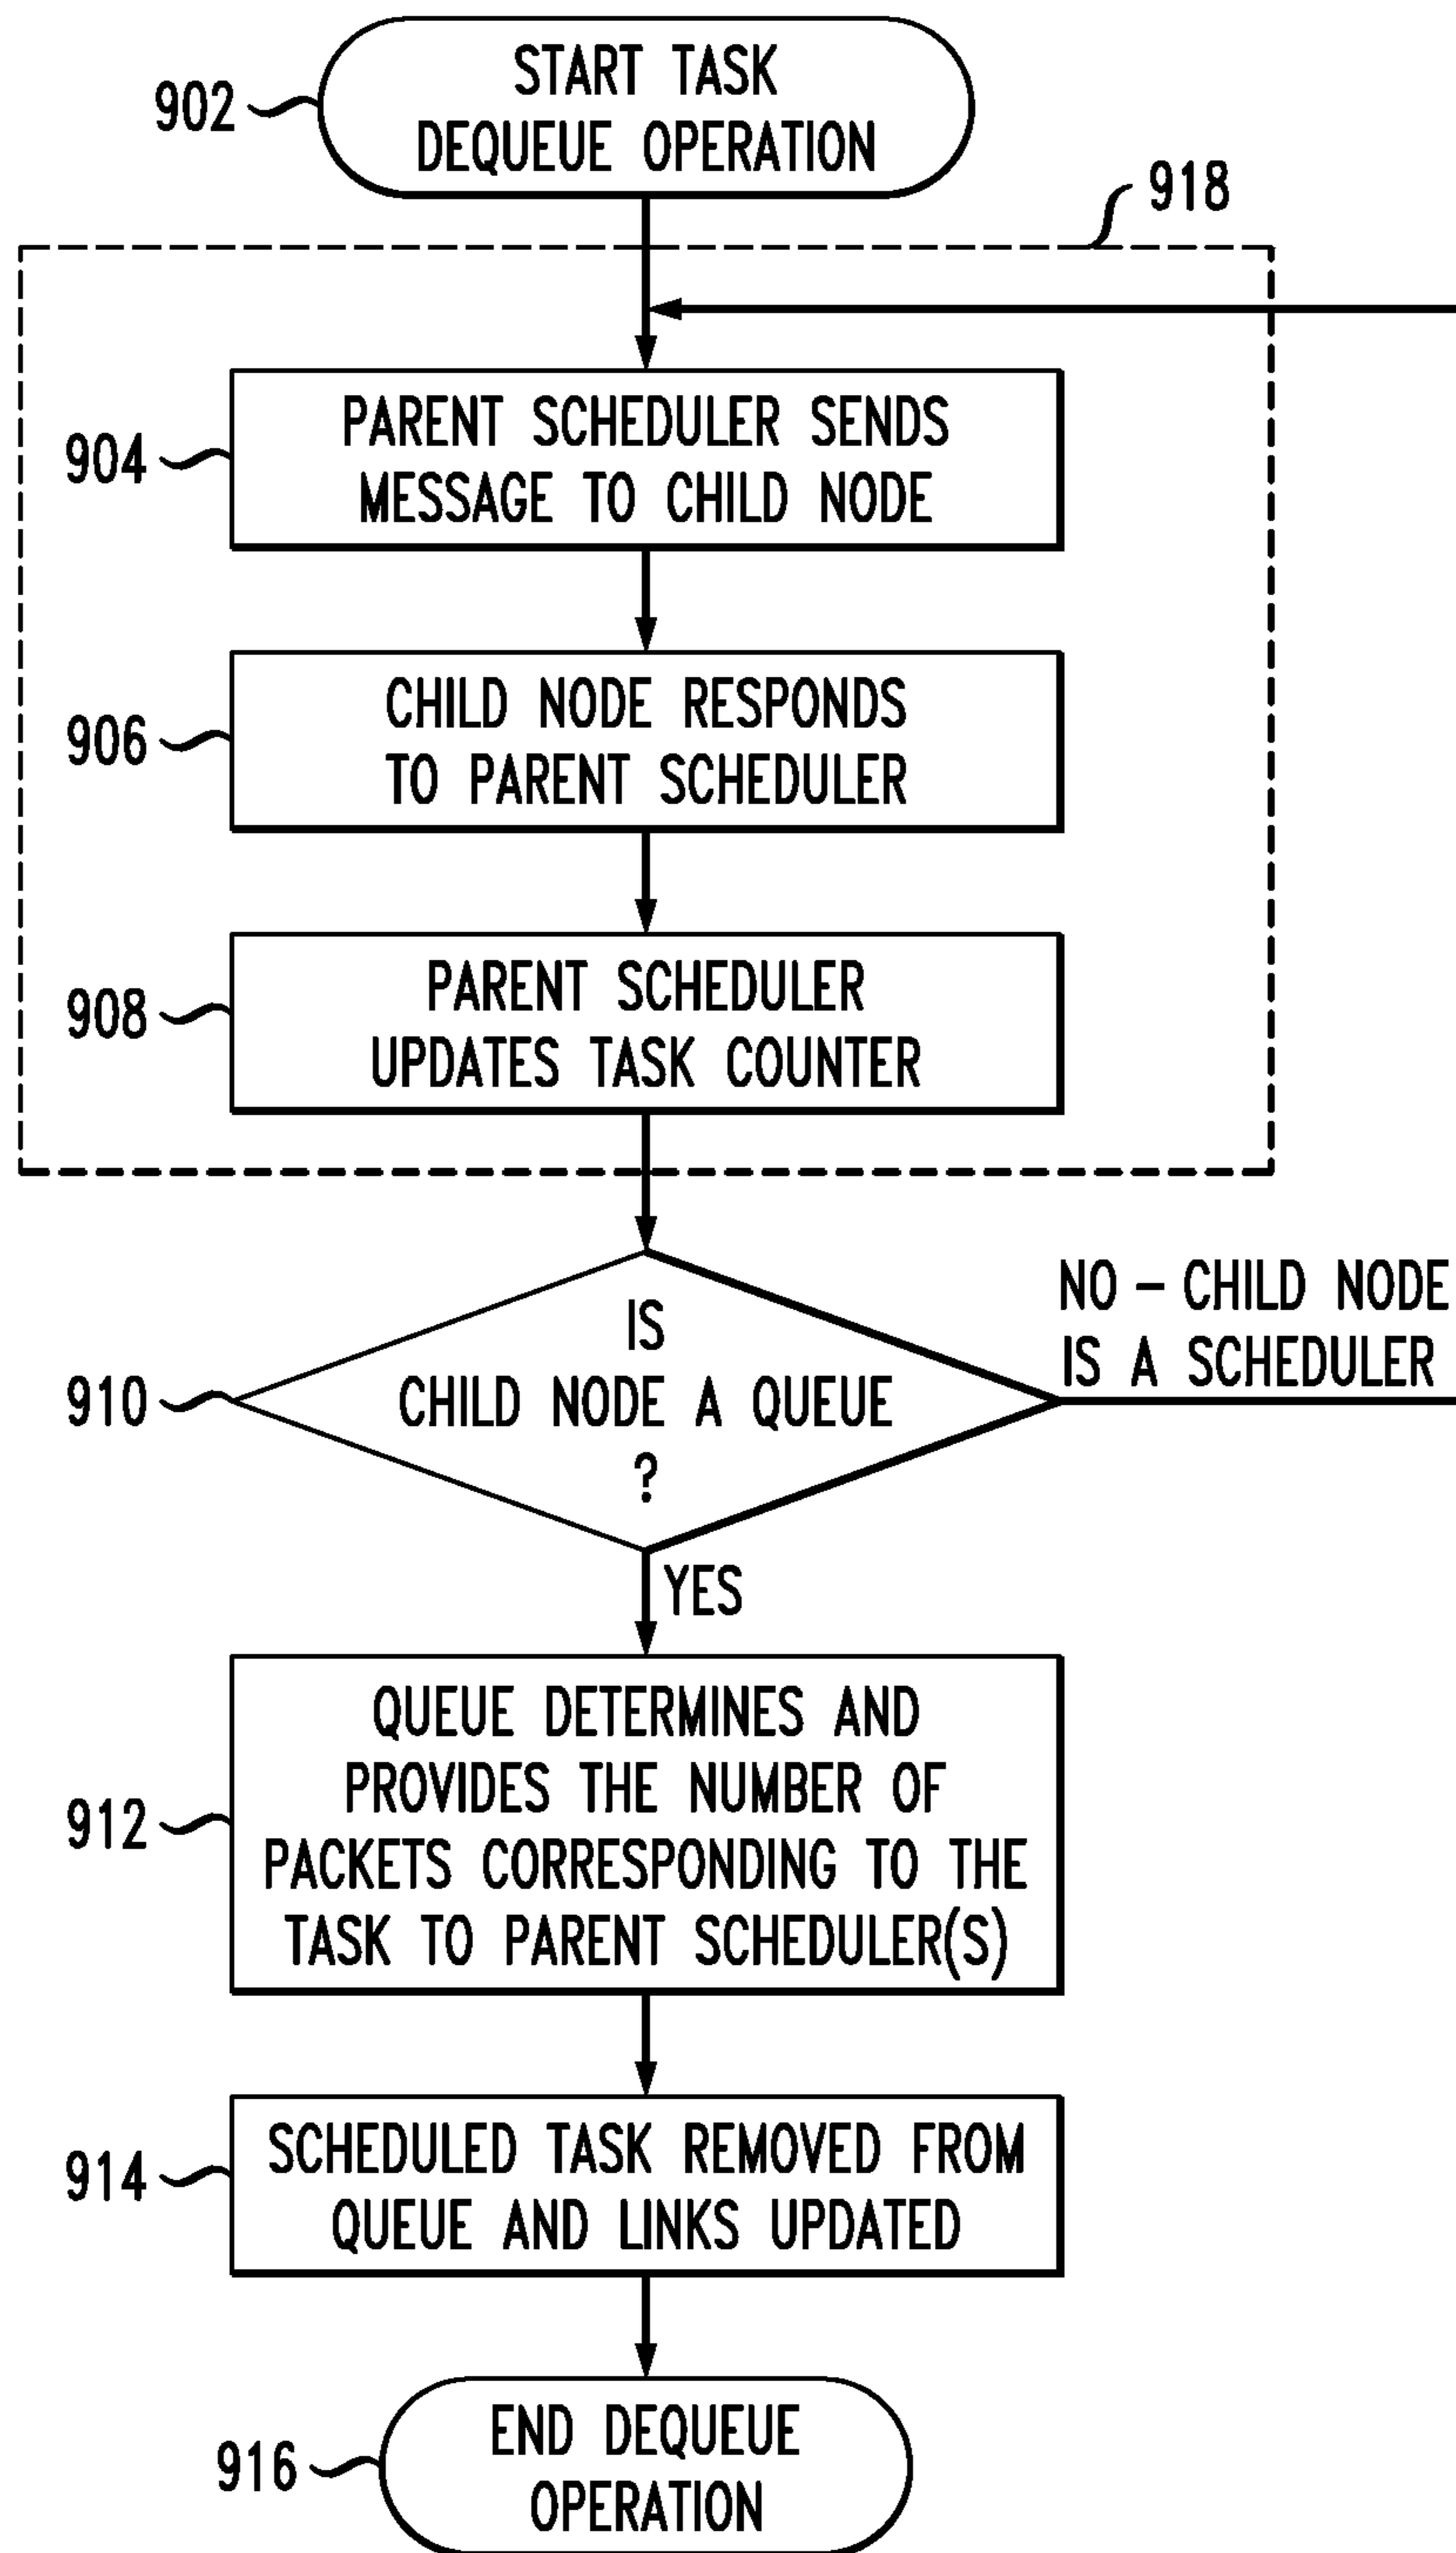 START TASK
DEQUEUE OPERATION
902
918
PARENT SCHEDULER SENDS
MESSAGE TO CHILD NODE
904
CHILD NODE RESPONDS
TO PARENT SCHEDULER
906
PARENT SCHEDULER
UPDATES TASK COUNTER
908
IS
CHILD NODE A QUEUE
?
910
NO – CHILD NODE
IS A SCHEDULER
YES
QUEUE DETERMINES AND
PROVIDES THE NUMBER OF
PACKETS CORRESPONDING TO THE
TASK TO PARENT SCHEDULER(S)
912
SCHEDULED TASK REMOVED FROM
QUEUE AND LINKS UPDATED
914
END DEQUEUE
OPERATION
916